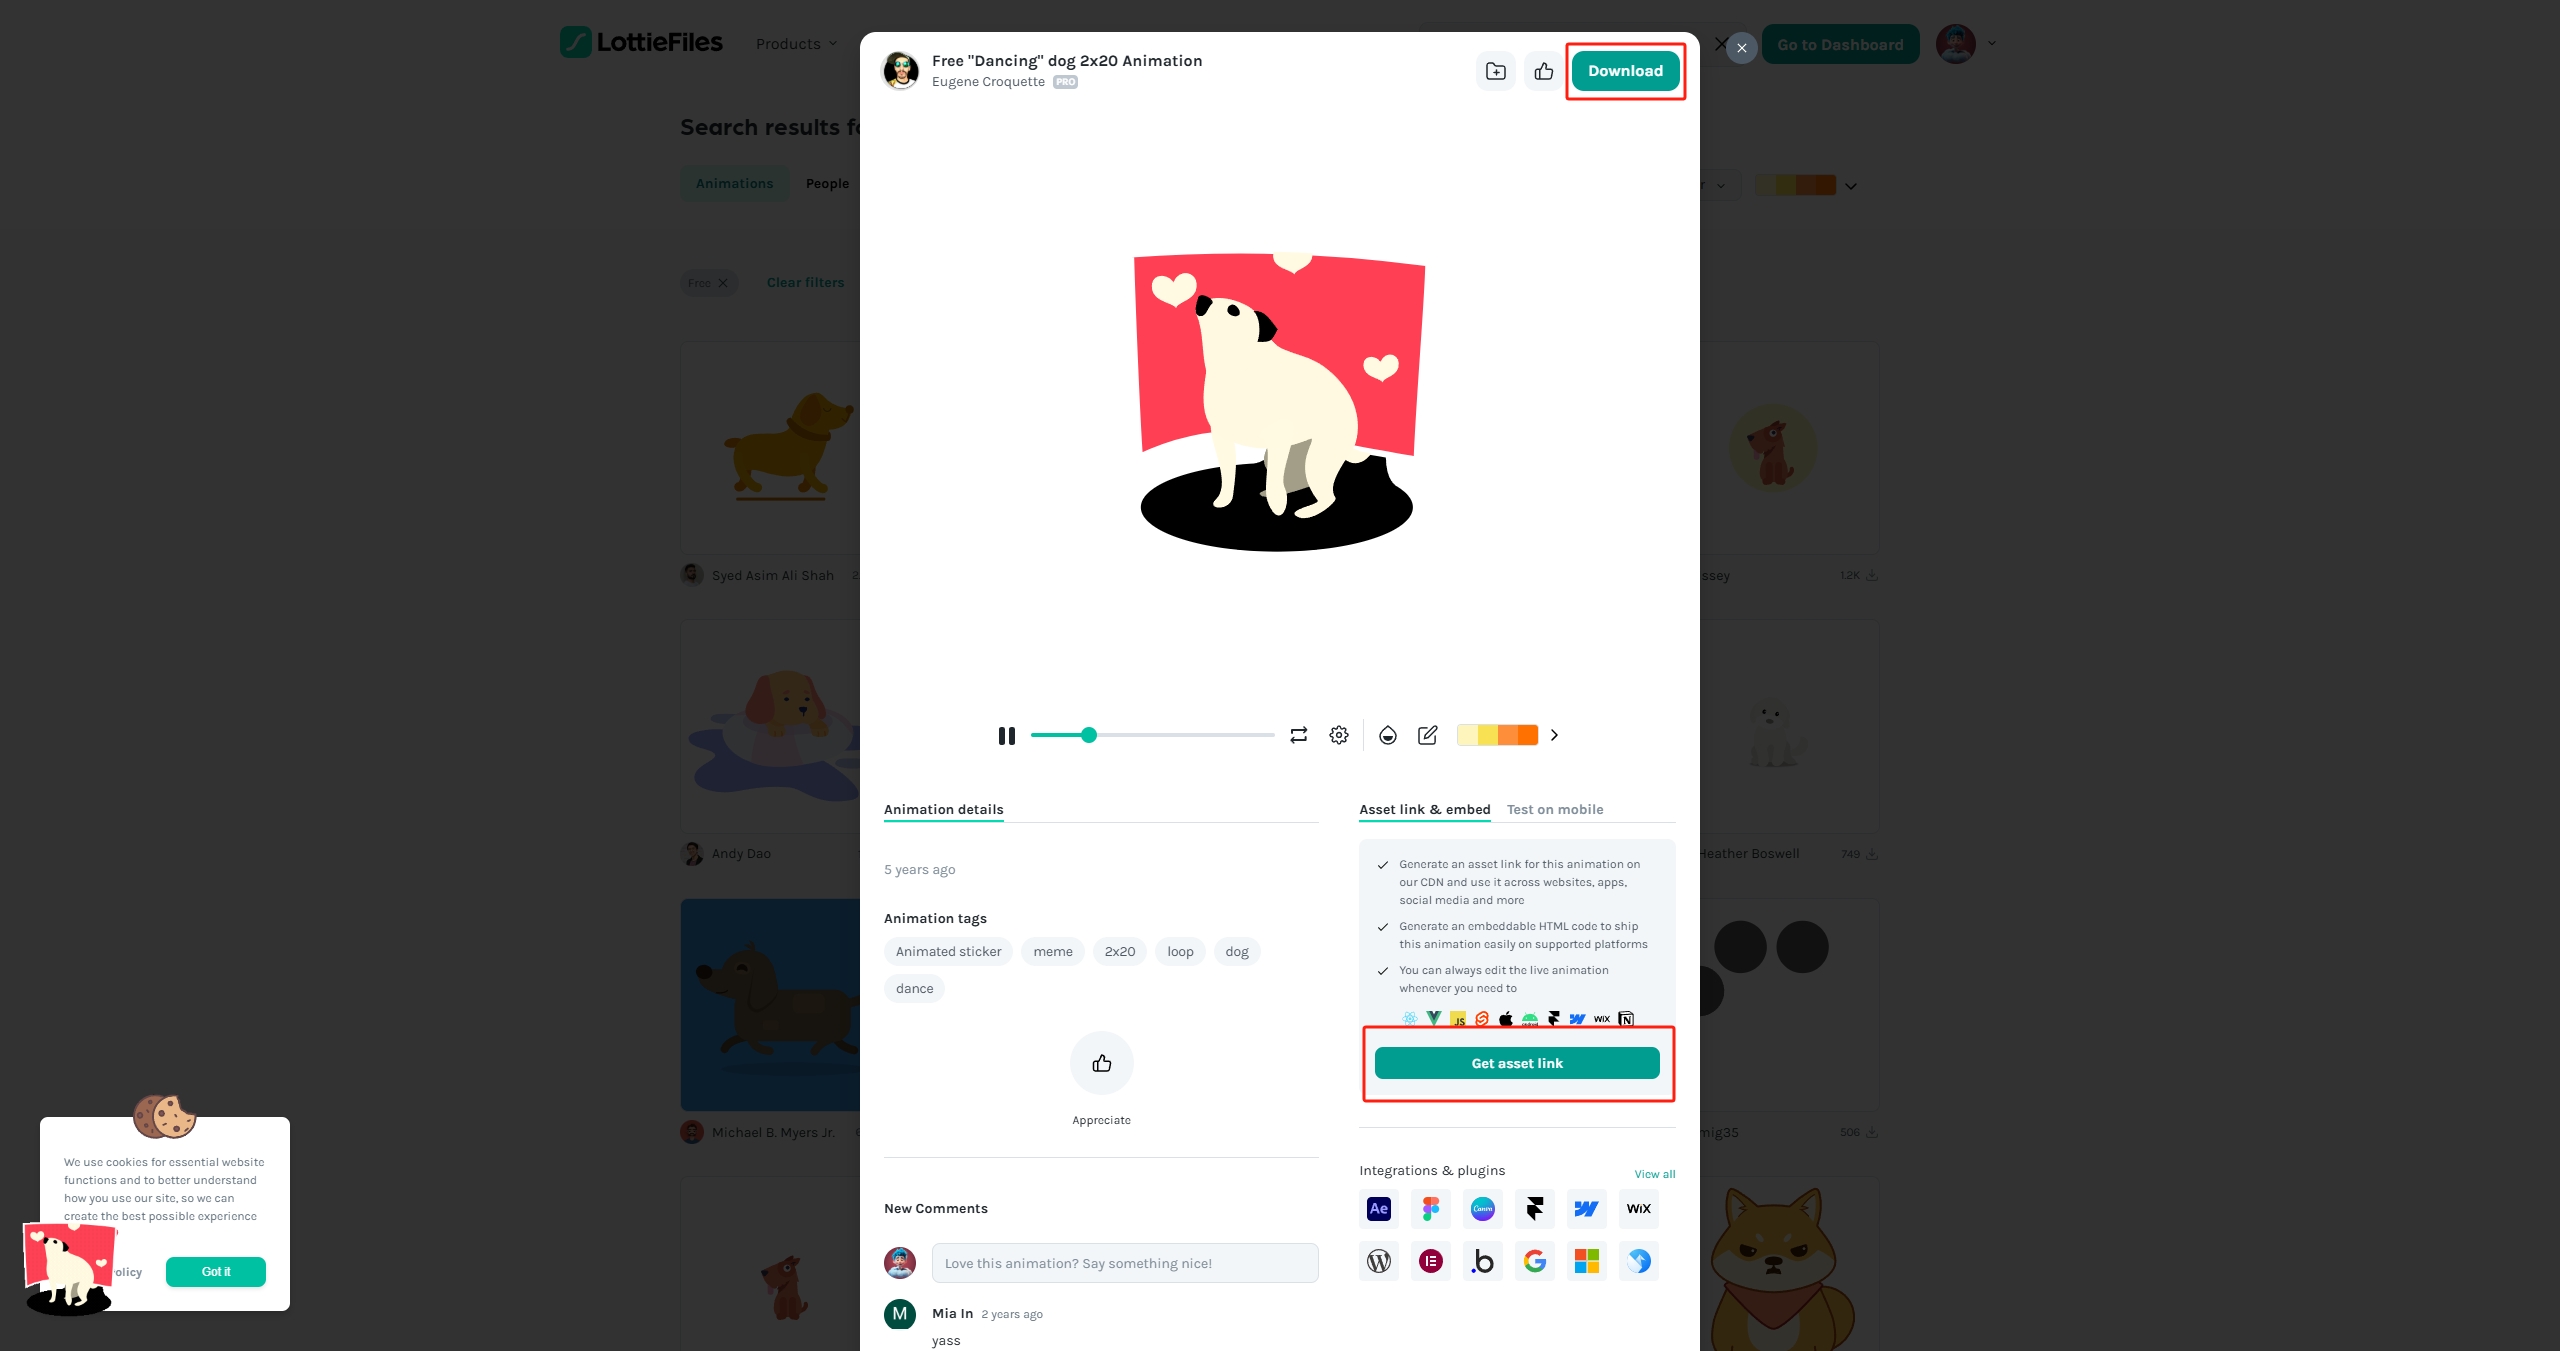 LottieFiles
Products
Go to Dashboard
Search results fo
Animations
People
Free
Clear filters
Free "Dancing" dog 2x20 Animation
Eugene Croquette PRO
Download
Syed Asim Ali Shah
ssey
1.2K
Andy Dao
Heather Boswell
749
Michael B. Myers Jr.
mig35
506
Animation details
5 years ago
Animation tags
Animated sticker
meme
2x20
loop
dog
dance
Appreciate
New Comments
Love this animation? Say something nice!
M
Mia In 2 years ago
yass
Asset link & embed
Test on mobile
Generate an asset link for this animation on
our CDN and use it across websites, apps,
social media and more
Generate an embeddable HTML code to ship
this animation easily on supported platforms
You can always edit the live animation
whenever you need to
JS
WiX
Get asset link
Integrations & plugins
View all
Ae
Canva
WiX
We use cookies for essential website
functions and to better understand
how you use our site, so we can
create the best possible experience
olicy
Got it